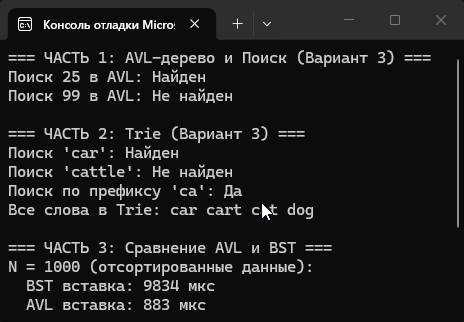 Консоль отладки Micros
=== ЧАСТЬ 1: AVL-дерево и Поиск (Вариант 3) ===
Поиск 25 в AVL: Найден
Поиск 99 в AVL: Не найден
=== ЧАСТЬ 2: Trie (Вариант 3) ===
Поиск 'car': Найден
Поиск 'cattle': Не найден
Поиск по префиксу 'ca': Да
Все слова в Trie: car cart cat dog
=== ЧАСТЬ 3: Сравнение AVL и BST ===
N = 1000 (отсортированные данные):
BST вставка: 9834 мкс
AVL вставка: 883 мкс